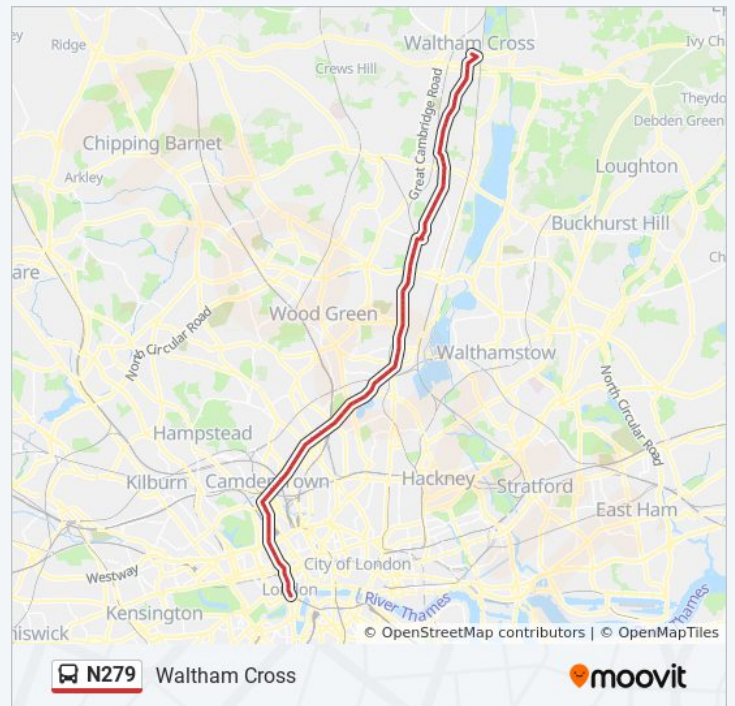 ey
Ridge
Waltham Cross
Ivy Ch
Crews Hill
Theydo
Debden Green
Great Cambridge Road
Chipping Barnet
Loughton
Arkley
Buckhurst Hill
are
Ch
Wood Green
North Circular Road
Walthamstow
North Circular Road
Hampstead
Kilburn
Camden Town
Hackney
Stratford
East Ham
City of London
Westway
London
River Thames
Thames
Kensington
hiswick
© OpenStreetMap contributors | © OpenMapTiles
N279 Waltham Cross
moovit